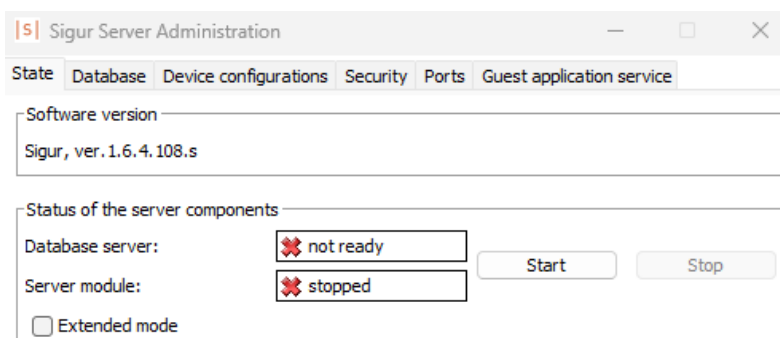 |S| Sigur Server Administration
State Database Device configurations Security Ports Guest application service
Software version
Sigur, ver.1.6.4.108.s
Status of the server components
Database server: not ready
Start Stop
Server module: stopped
Extended mode